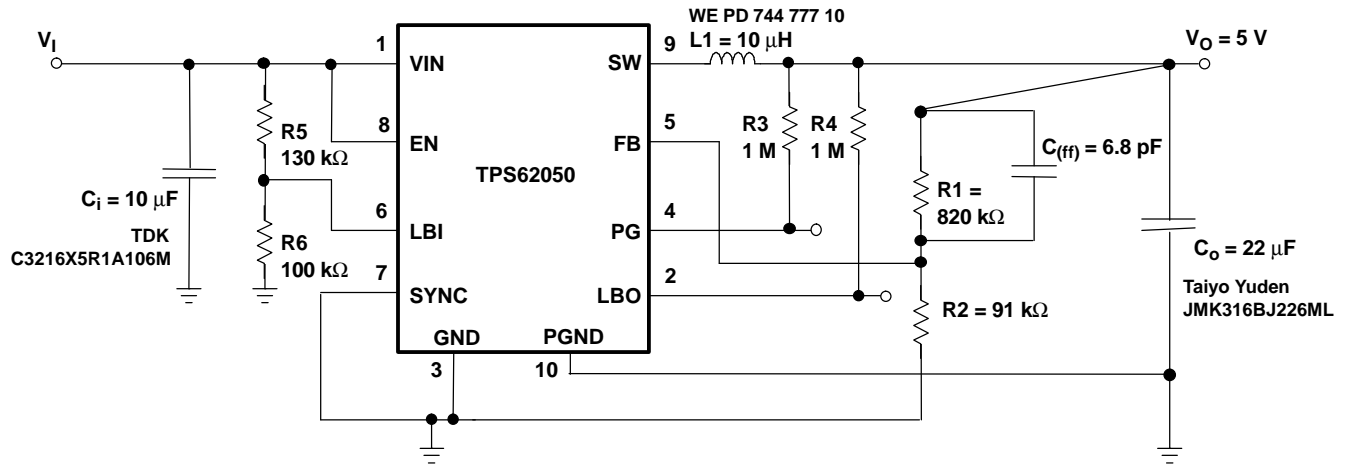 WE PD 744 777 10
L1 = 10 μH
V_I
1
VIN
SW
9
V_O = 5 V
8
EN
FB
5
R5
130 kΩ
R3
1 M
R4
1 M
C_(ff) = 6.8 pF
TPS62050
C_i = 10 μF
TDK
C3216X5R1A106M
R1 =
820 kΩ
6
LBI
PG
4
R6
100 kΩ
C_o = 22 μF
Taiyo Yuden
JMK316BJ226ML
7
SYNC
LBO
2
R2 = 91 kΩ
GND
PGND
3
10